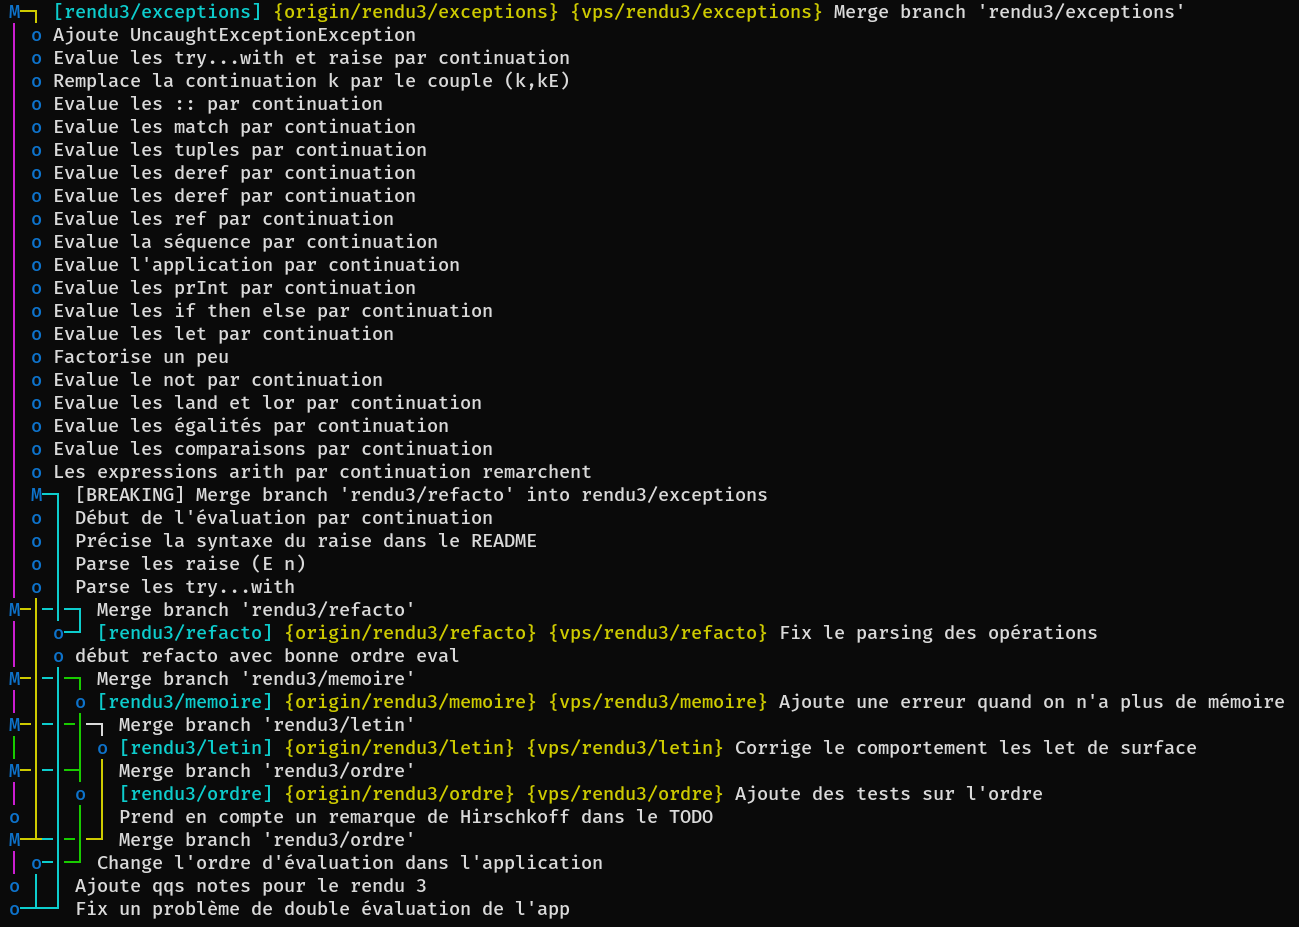 M [rendu3/exceptions] {origin/rendu3/exceptions} {vps/rendu3/exceptions} Merge branch 'rendu3/exceptions'
o Ajoute UncaughtExceptionException
o Evalue les try...with et raise par continuation
o Remplace la continuation k par le couple (k,kE)
o Evalue les :: par continuation
o Evalue les match par continuation
o Evalue les tuples par continuation
o Evalue les deref par continuation
o Evalue les deref par continuation
o Evalue les ref par continuation
o Evalue la séquence par continuation
o Evalue l'application par continuation
o Evalue les prInt par continuation
o Evalue les if then else par continuation
o Evalue les let par continuation
o Factorise un peu
o Evalue le not par continuation
o Evalue les land et lor par continuation
o Evalue les égalités par continuation
o Evalue les comparaisons par continuation
o Les expressions arith par continuation remarchent
M [BREAKING] Merge branch 'rendu3/refacto' into rendu3/exceptions
o Début de l'évaluation par continuation
o Précise la syntaxe du raise dans le README
o Parse les raise (E n)
o Parse les try...with
M Merge branch 'rendu3/refacto'
o [rendu3/refacto] {origin/rendu3/refacto} {vps/rendu3/refacto} Fix le parsing des opérations
o début refacto avec bonne ordre eval
M Merge branch 'rendu3/memoire'
o [rendu3/memoire] {origin/rendu3/memoire} {vps/rendu3/memoire} Ajoute une erreur quand on n'a plus de mémoire
M Merge branch 'rendu3/letin'
o [rendu3/letin] {origin/rendu3/letin} {vps/rendu3/letin} Corrige le comportement les let de surface
M Merge branch 'rendu3/ordre'
o [rendu3/ordre] {origin/rendu3/ordre} {vps/rendu3/ordre} Ajoute des tests sur l'ordre
o Prend en compte un remarque de Hirschkoff dans le TODO
M Merge branch 'rendu3/ordre'
o Change l'ordre d'évaluation dans l'application
o Ajoute qqs notes pour le rendu 3
o Fix un problème de double évaluation de l'app